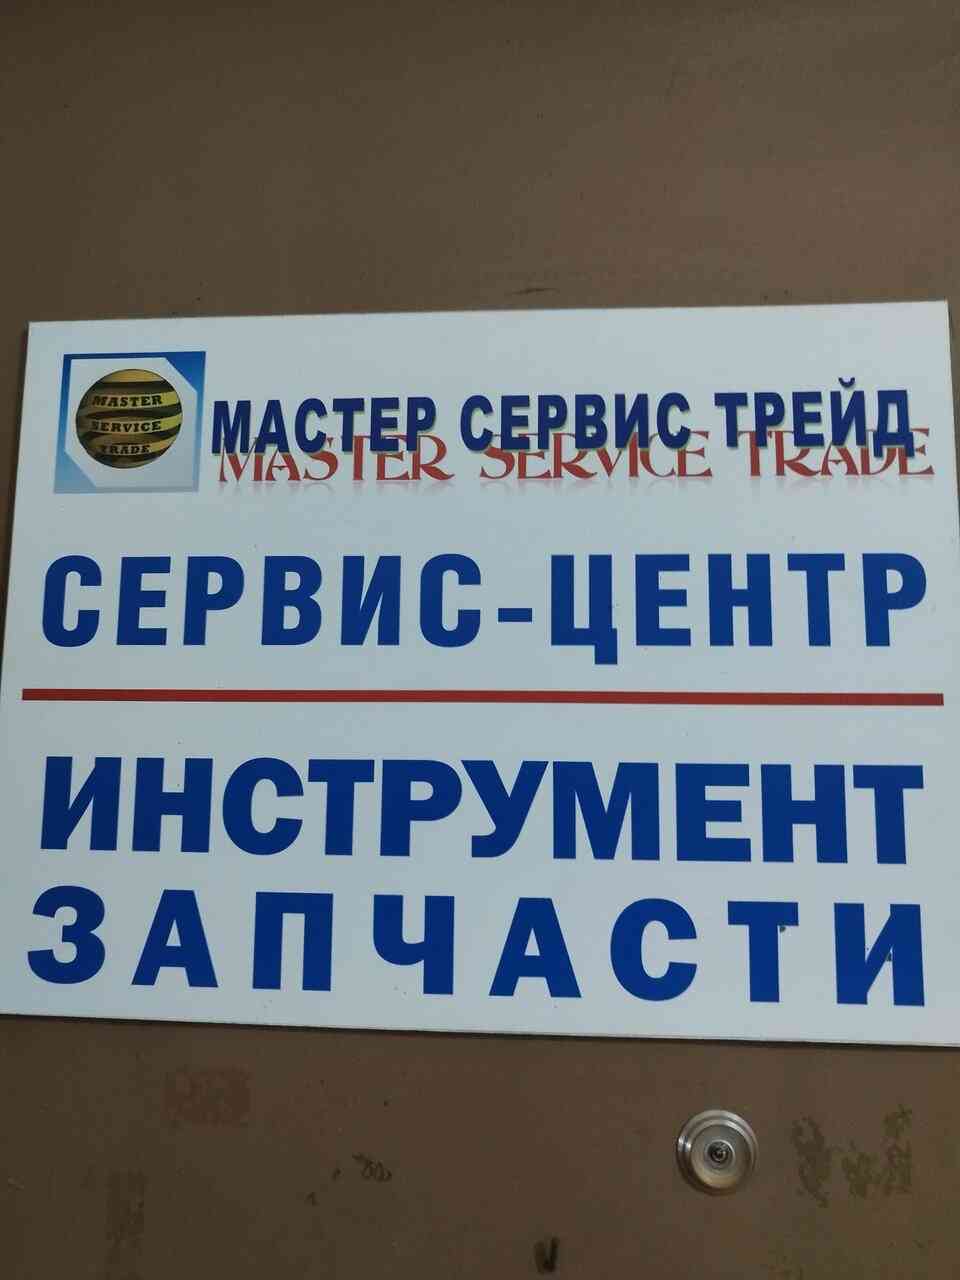 MASTER
SERVICE
TRADE
МАСТЕР СЕРВИС ТРЕЙД
MASTER SERVICE TRADE
СЕРВИС-ЦЕНТР
ИНСТРУМЕНТ
ЗАПЧАСТИ